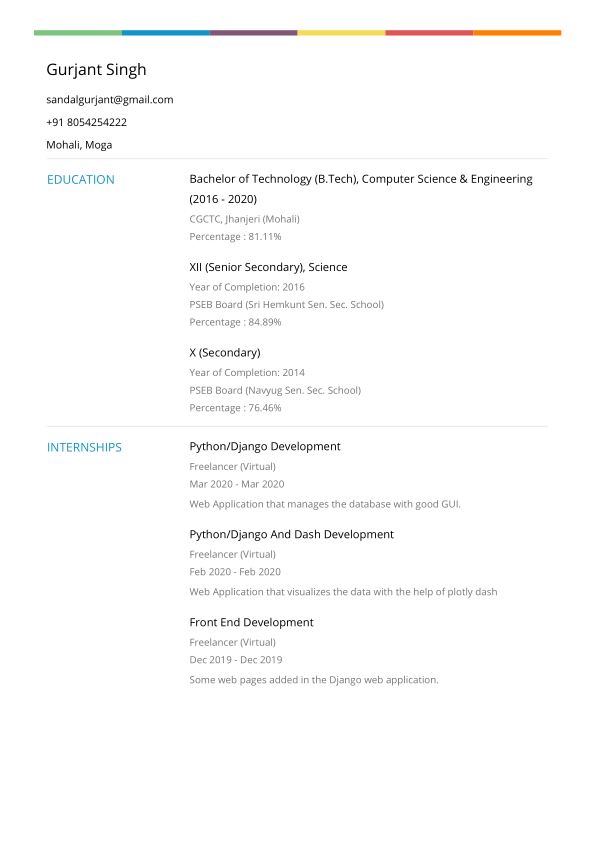 Gurjant Singh
sandalgurjant@gmail.com
+91 8054254222
Mohali, Moga
EDUCATION
Bachelor of Technology (B.Tech), Computer Science & Engineering
(2016 - 2020)
CGCTC, Jhanjeri (Mohali)
Percentage : 81.11%
XII (Senior Secondary), Science
Year of Completion: 2016
PSEB Board (Sri Hemkunt Sen. Sec. School)
Percentage : 84.89%
X (Secondary)
Year of Completion: 2014
PSEB Board (Navyug Sen. Sec. School)
Percentage : 76.46%
INTERNSHIPS
Python/Django Development
Freelancer (Virtual)
Mar 2020 - Mar 2020
Web Application that manages the database with good GUI.
Python/Django And Dash Development
Freelancer (Virtual)
Feb 2020 - Feb 2020
Web Application that visualizes the data with the help of plotly dash
Front End Development
Freelancer (Virtual)
Dec 2019 - Dec 2019
Some web pages added in the Django web application.